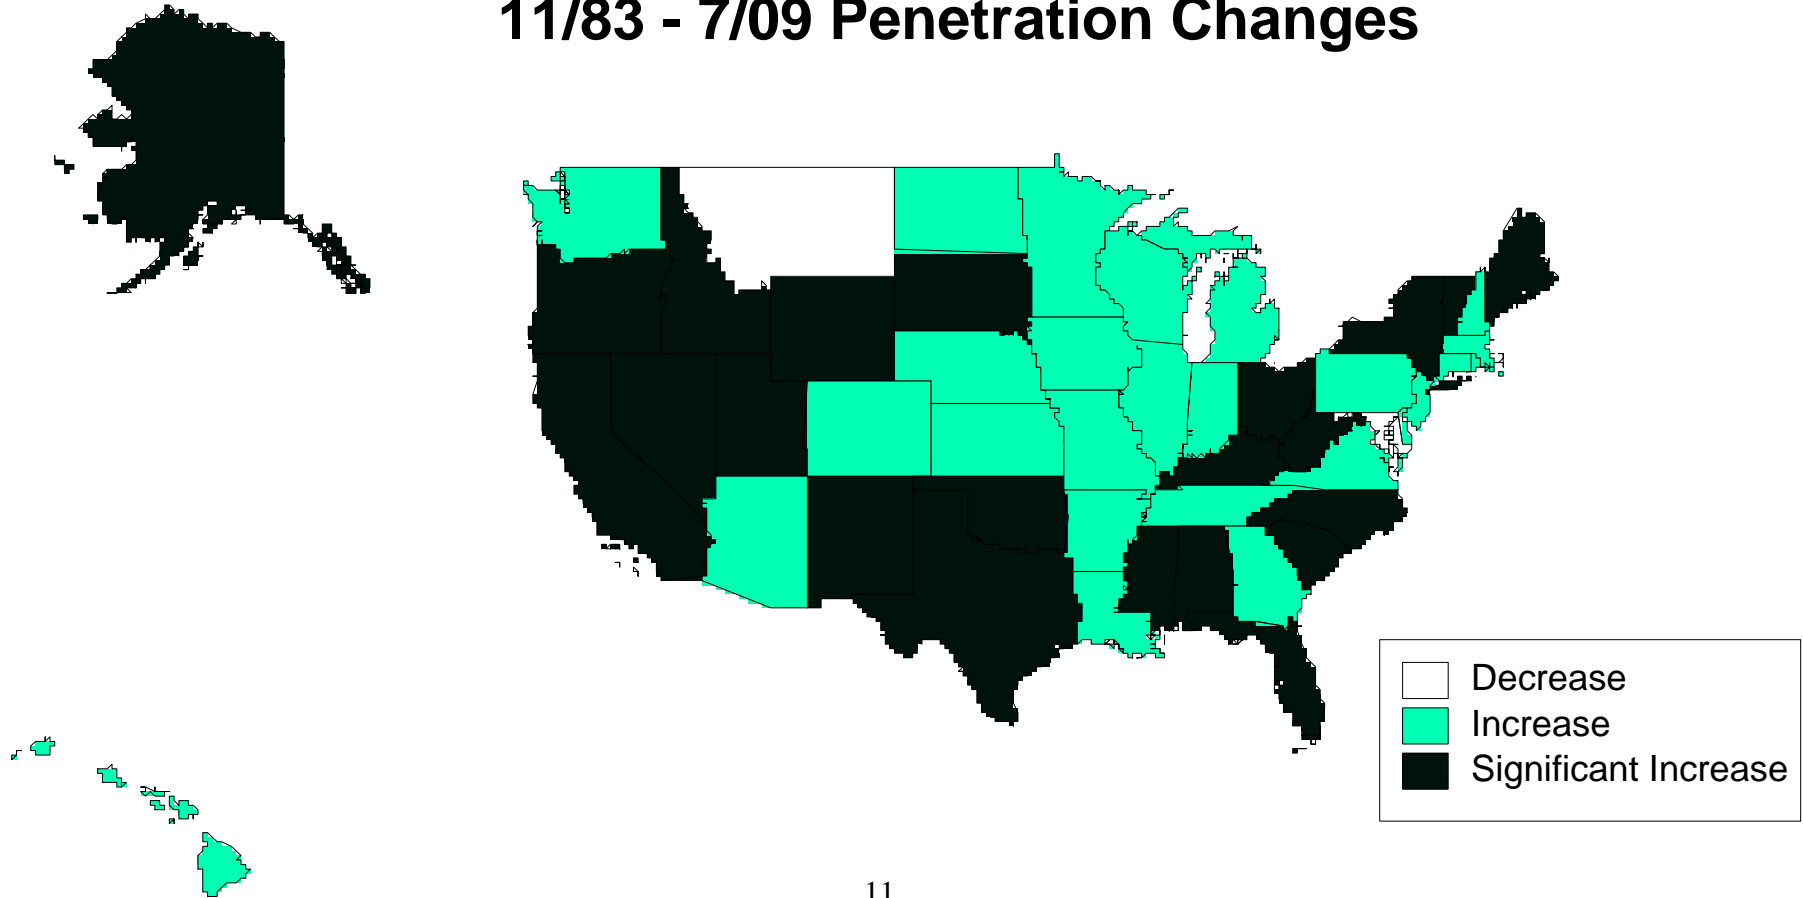 11/83 - 7/09 Penetration Changes
Decrease
Increase
Significant Increase
11